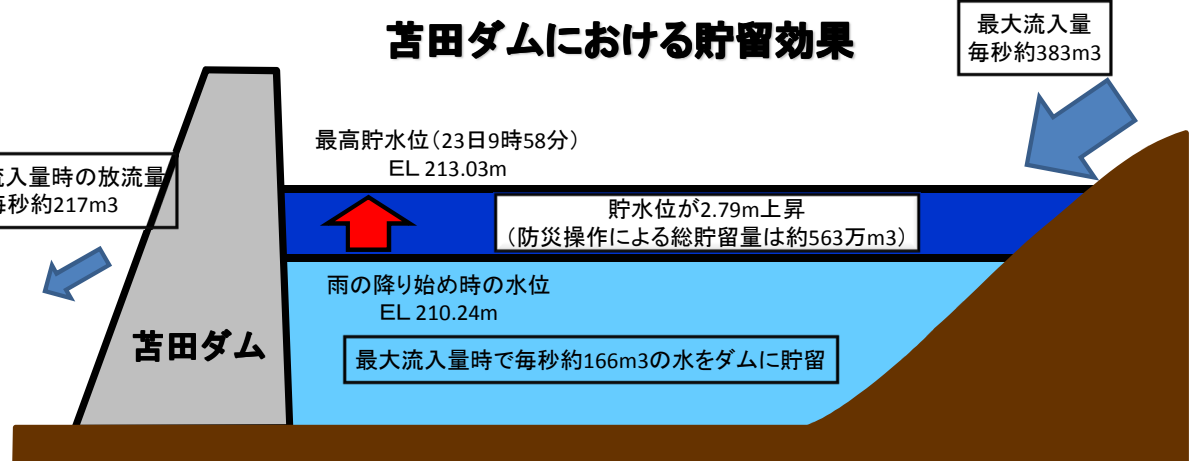 苫田ダムにおける貯留効果
最大流入量
毎秒約383m3
最高貯水位（23日9時58分）
EL 213.03m
流入量時の放流量
毎秒約217m3
貯水位が2.79m上昇
（防災操作による総貯留量は約563万m3）
雨の降り始め時の水位
EL 210.24m
苫田ダム
最大流入量時で毎秒約166m3の水をダムに貯留